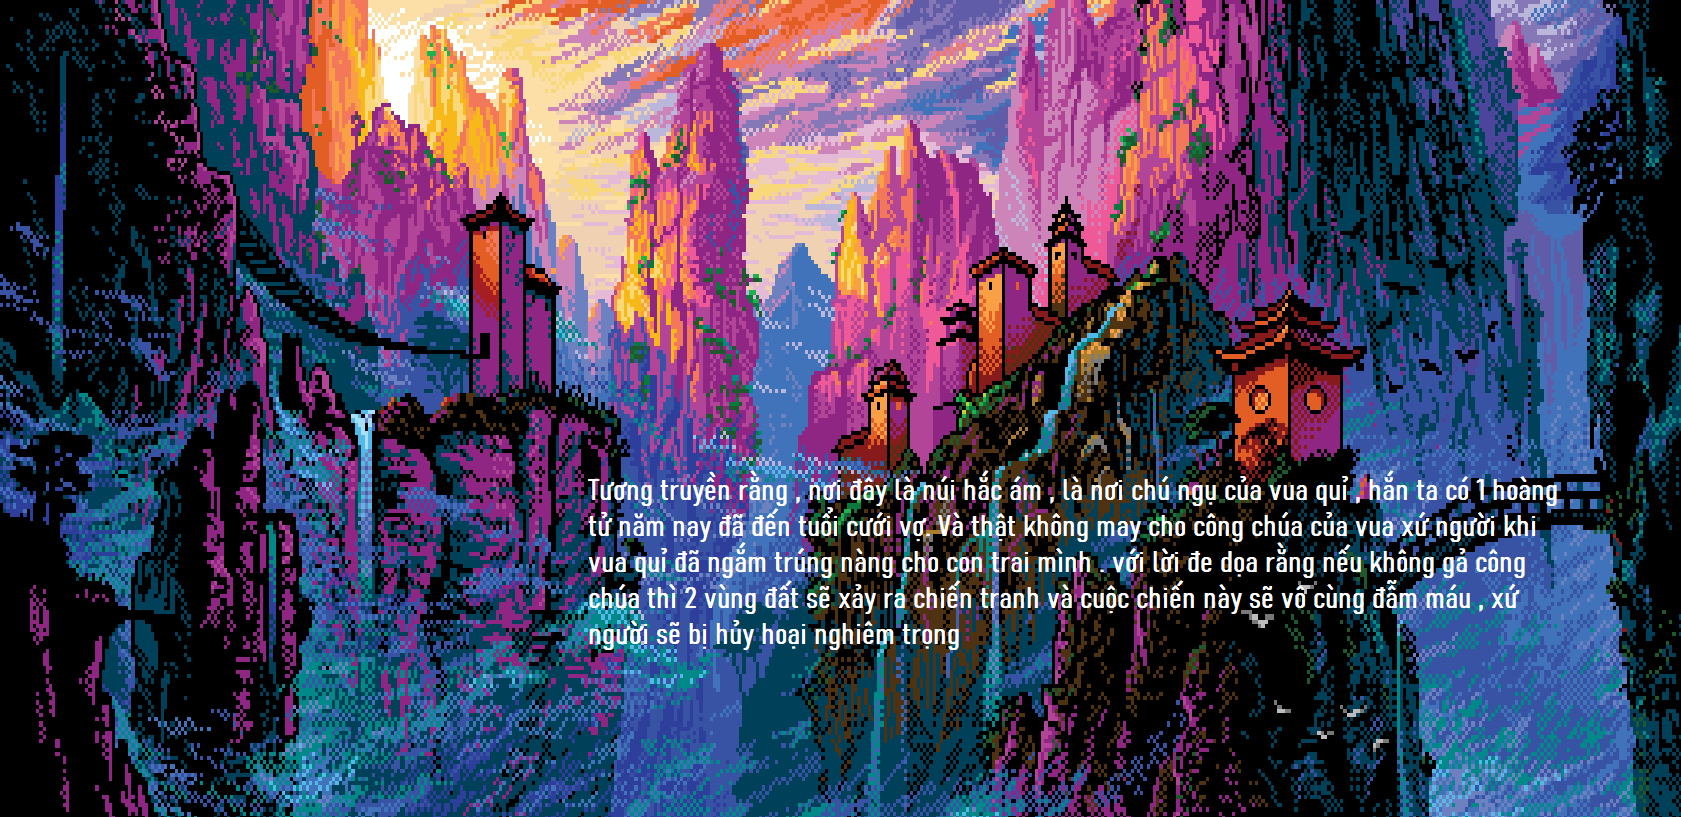 Tương truyền rằng , nơi đây là núi hắc ám , là nơi chú ngụ của vua quỉ , hắn ta có 1 hoàng
tử năm nay đã đến tuổi cưới vợ. Và thật không may cho công chúa của vua xứ người khi
vua quỉ đã ngắm trúng nàng cho con trai mình . với lời đe dọa rằng nếu không gả công
chúa thì 2 vùng đất sẽ xảy ra chiến tranh và cuộc chiến này sẽ vô cùng đẫm máu , xứ
người sẽ bị hủy hoại nghiêm trọng